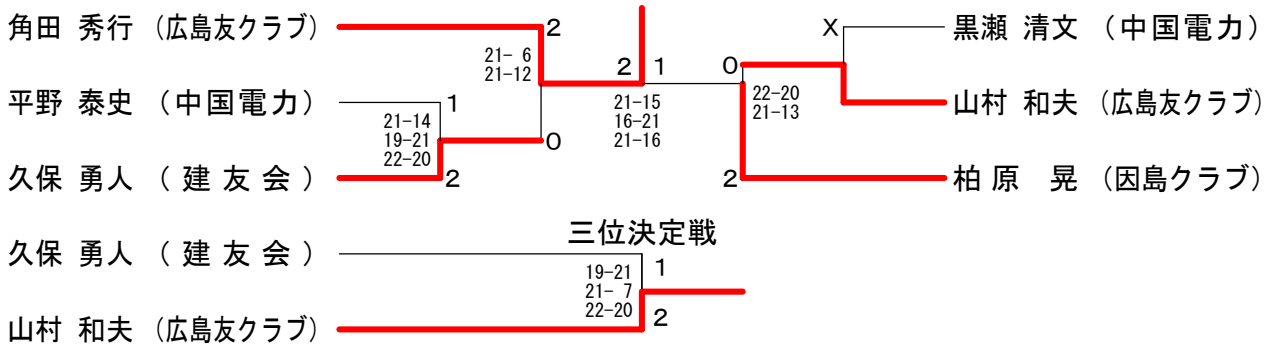 角田 秀行 (広島友クラブ)
2
21- 6
21-12
平野 泰史 (中国電力)
1
21-14
19-21
22-20
0
久保 勇人 ( 建 友 会 )
2
2
1
21-15
16-21
21-16
0
22-20
21-13
2
X
黒瀬 清文 (中国電力)
山村 和夫 (広島友クラブ)
柏 原 晃 (因島クラブ)
三位決定戦
久保 勇人 ( 建 友 会 )
1
19-21
21- 7
22-20
2
山村 和夫 (広島友クラブ)